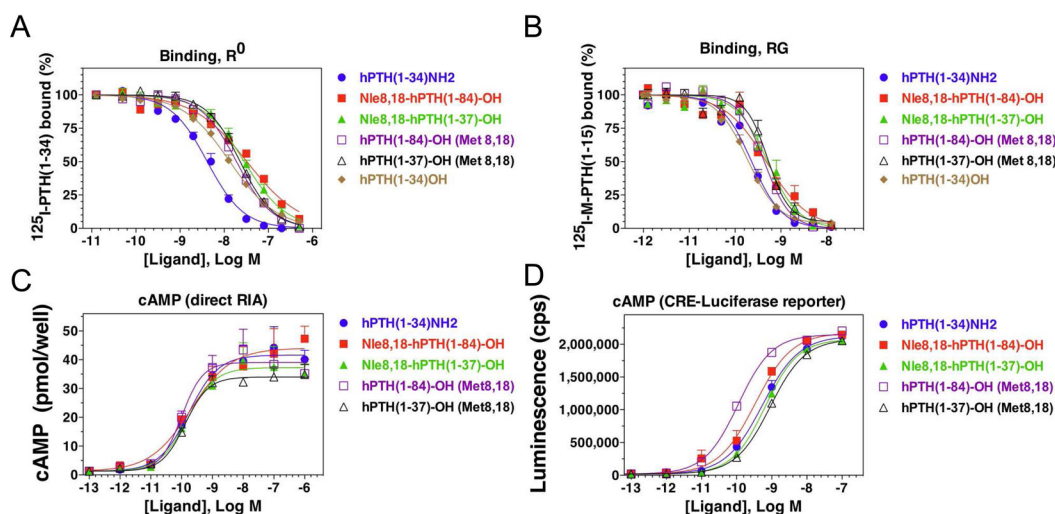 A
Binding, R0
125I-PTH(1-34) bound (%)
100
75
50
25
0
-11 -10 -9 -8 -7 -6
[Ligand], Log M
hPTH(1-34)NH2
Nle8,18-hPTH(1-84)-OH
Nle8,18-hPTH(1-37)-OH
hPTH(1-84)-OH (Met 8,18)
hPTH(1-37)-OH (Met 8,18)
hPTH(1-34)OH
B
Binding, RG
125I-M-PTH(1-15) bound (%)
100
75
50
25
0
-12 -11 -10 -9 -8
[Ligand], Log M
hPTH(1-34)NH2
Nle8,18-hPTH(1-84)-OH
Nle8,18-hPTH(1-37)-OH
hPTH(1-84)-OH (Met 8,18)
hPTH(1-37)-OH (Met 8,18)
hPTH(1-34)OH
C
cAMP (direct RIA)
cAMP (pmol/well)
50
40
30
20
10
0
-13 -12 -11 -10 -9 -8 -7 -6
[Ligand], Log M
hPTH(1-34)NH2
Nle8,18-hPTH(1-84)-OH
Nle8,18-hPTH(1-37)-OH
hPTH(1-84)-OH (Met8,18)
hPTH(1-37)-OH (Met8,18)
D
cAMP (CRE-Luciferase reporter)
Luminescence (cps)
2,000,000
1,500,000
1,000,000
500,000
0
-13 -12 -11 -10 -9 -8 -7
[Ligand], Log M
hPTH(1-34)NH2
Nle8,18-hPTH(1-84)-OH
Nle8,18-hPTH(1-37)-OH
hPTH(1-84)-OH (Met8,18)
hPTH(1-37)-OH (Met8,18)